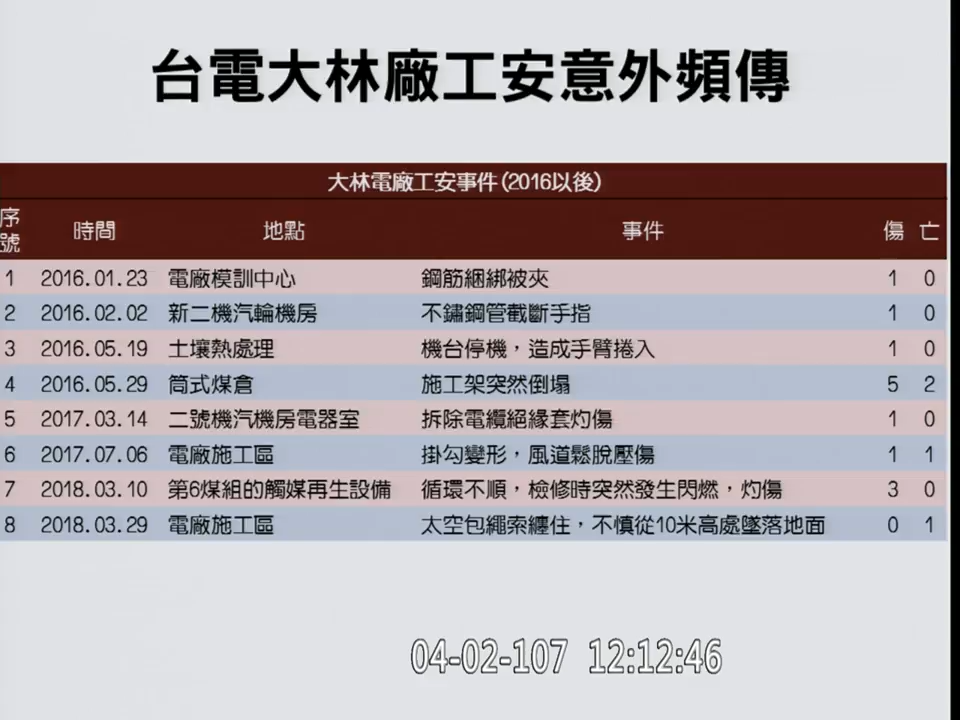 台電大林廠工安意外頻傳
大林電廠工安事件(2016以後)
序號 時間 地點 事件 傷 亡
1 2016.01.23 電廠模訓中心 鋼筋綑綁被夾 1 0
2 2016.02.02 新二機汽輪機房 不鏽鋼管截斷手指 1 0
3 2016.05.19 土壤熱處理 機台停機，造成手臂捲入 1 0
4 2016.05.29 筒式煤倉 施工架突然倒塌 5 2
5 2017.03.14 二號機汽機房電器室 拆除電纜絕緣套灼傷 1 0
6 2017.07.06 電廠施工區 掛勾變形，風道鬆脫壓傷 1 1
7 2018.03.10 第6煤組的觸媒再生設備 循環不順，檢修時突然發生閃燃，灼傷 3 0
8 2018.03.29 電廠施工區 太空包繩索纏住，不慎從10米高處墜落地面 0 1
04-02-107 12:12:46